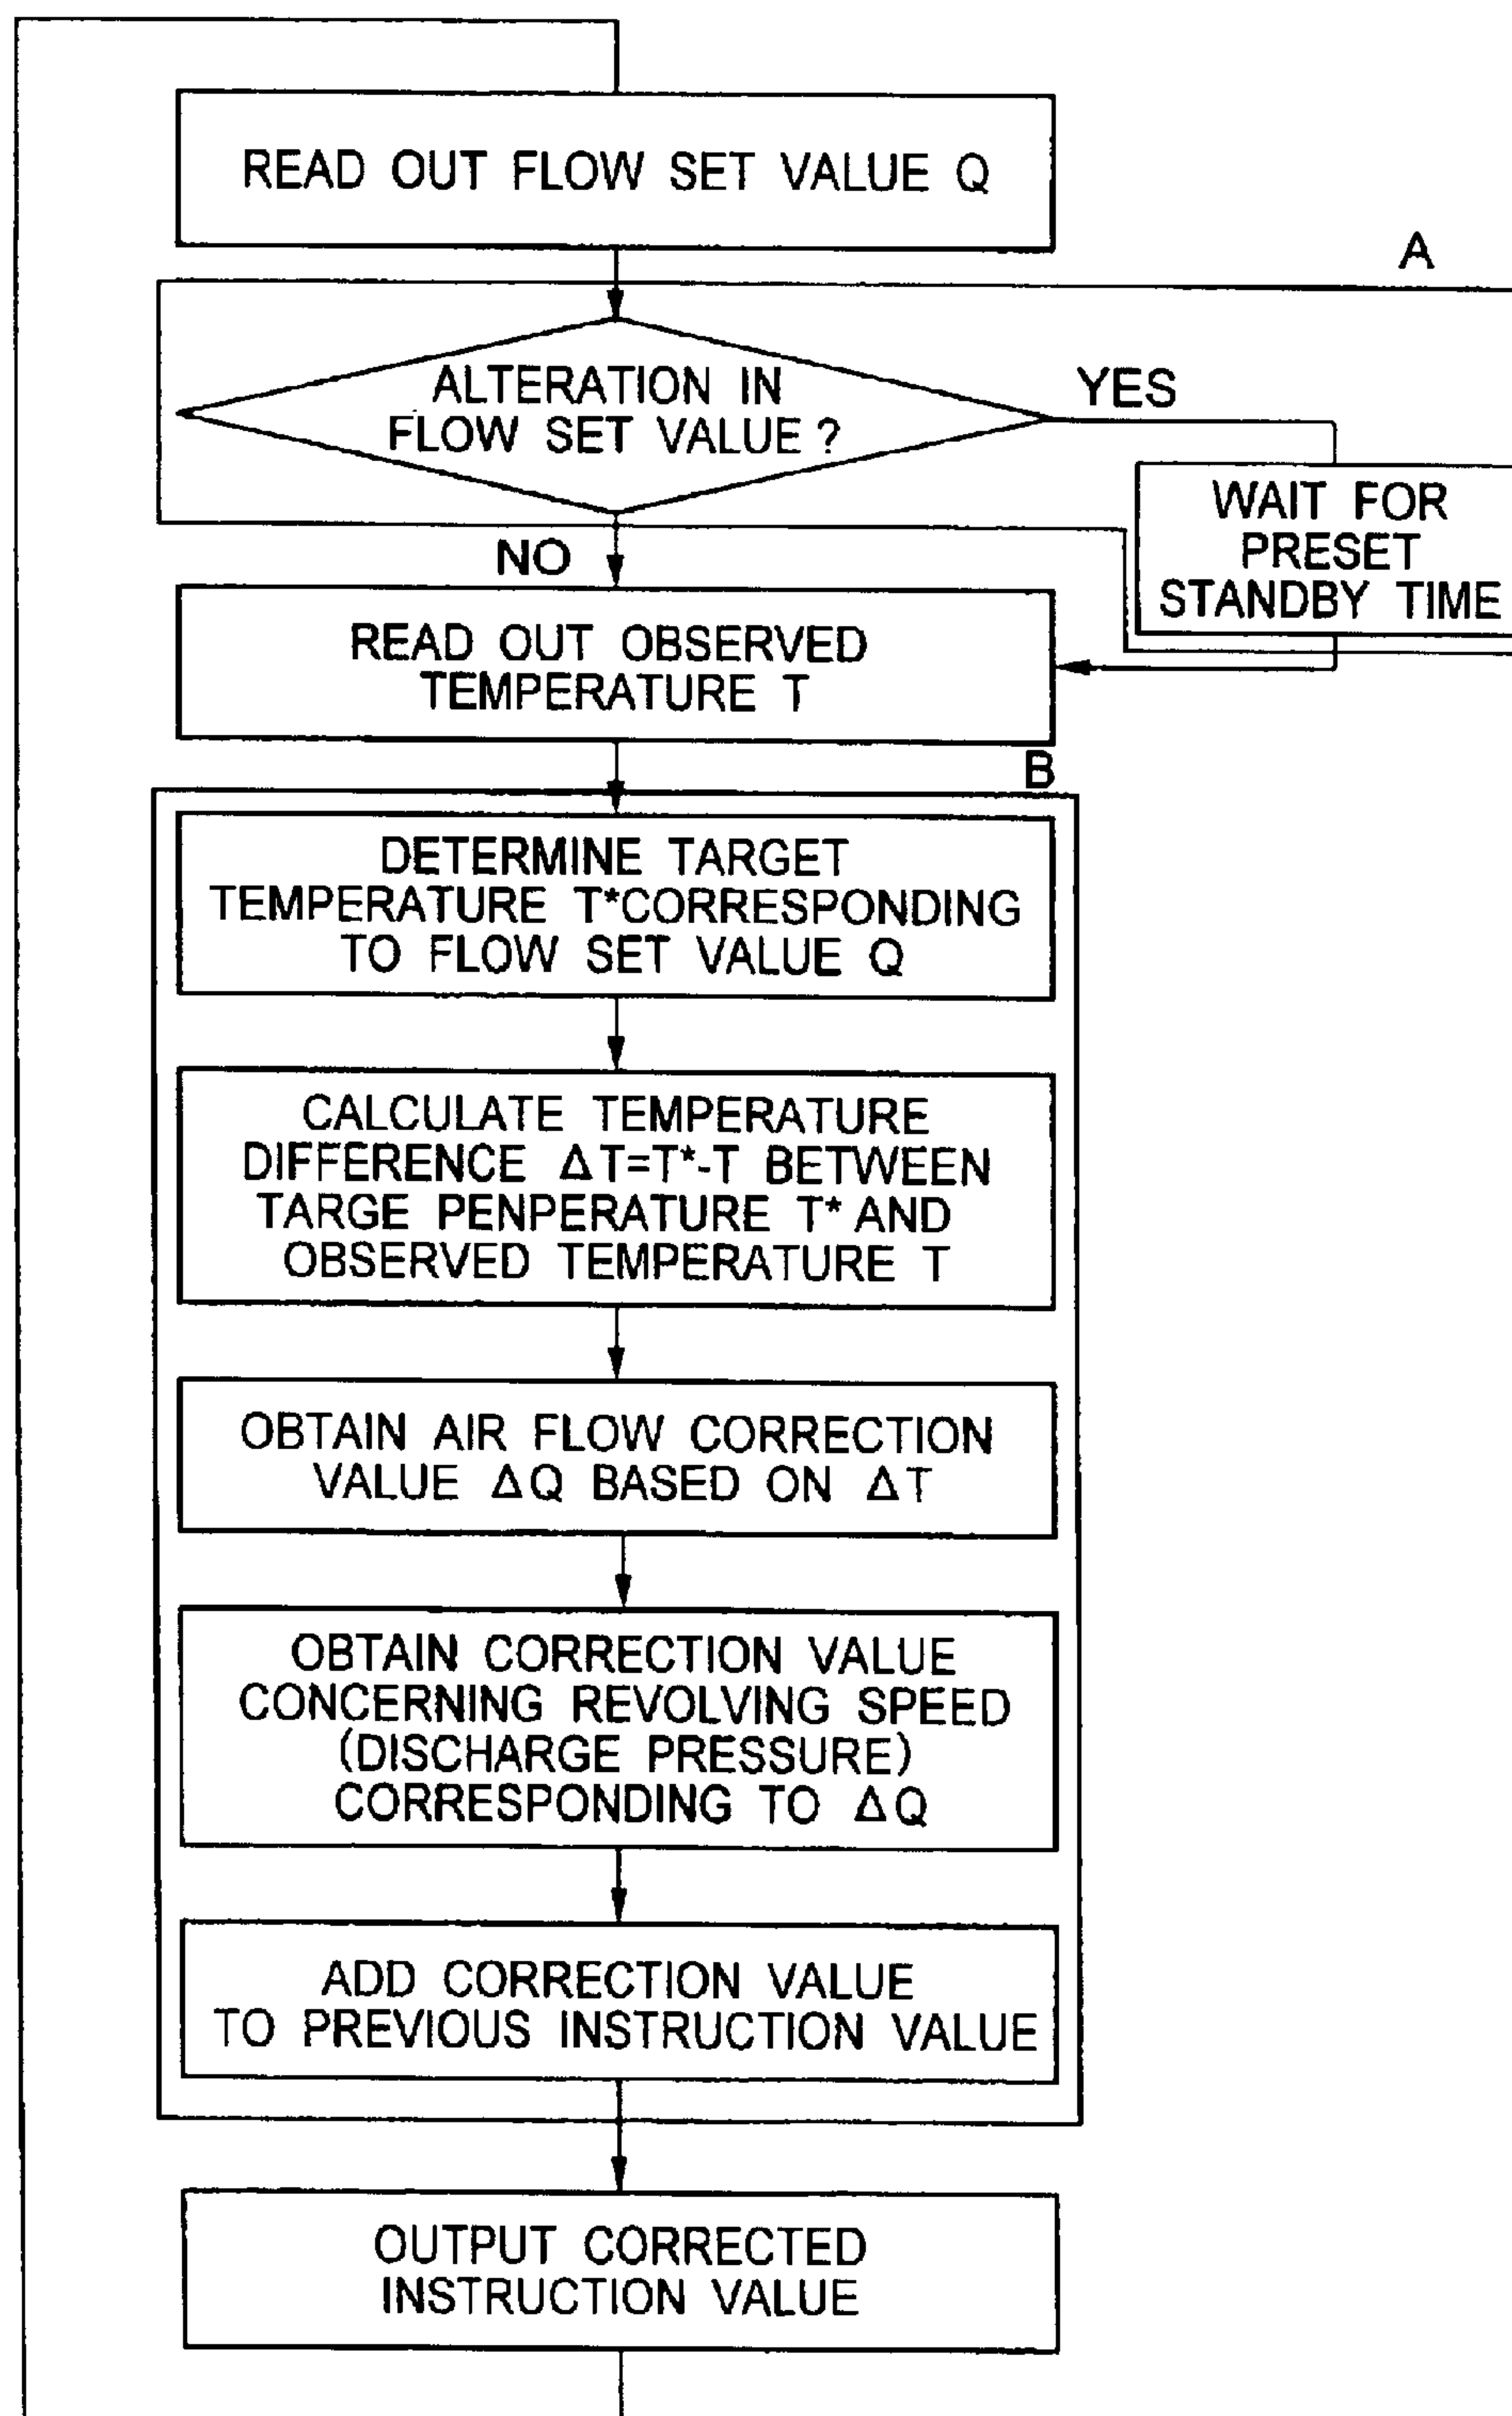 READ OUT FLOW SET VALUE Q
A
ALTERATION IN
FLOW SET VALUE?
YES
WAIT FOR
PRESET
STANDBY TIME
NO
READ OUT OBSERVED
TEMPERATURE T
B
DETERMINE TARGET
TEMPERATURE T*CORRESPONDING
TO FLOW SET VALUE Q
CALCULATE TEMPERATURE
DIFFERENCE ΔT=T*-T BETWEEN
TARGE PENPERATURE T* AND
OBSERVED TEMPERATURE T
OBTAIN AIR FLOW CORRECTION
VALUE ΔQ BASED ON ΔT
OBTAIN CORRECTION VALUE
CONCERNING REVOLVING SPEED
(DISCHARGE PRESSURE)
CORRESPONDING TO ΔQ
ADD CORRECTION VALUE
TO PREVIOUS INSTRUCTION VALUE
OUTPUT CORRECTED
INSTRUCTION VALUE